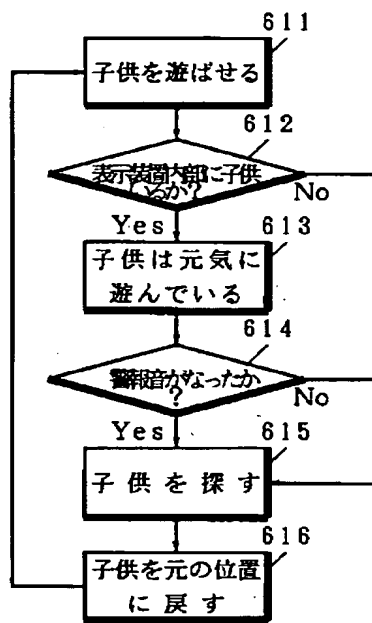 611
子供を遊ばせる
612
表示装置内部に子供
いるか?
No
Yes
613
子供は元気に
遊んでいる
614
警報音がなったか
?
No
Yes
615
子供を探す
616
子供を元の位置
に戻す